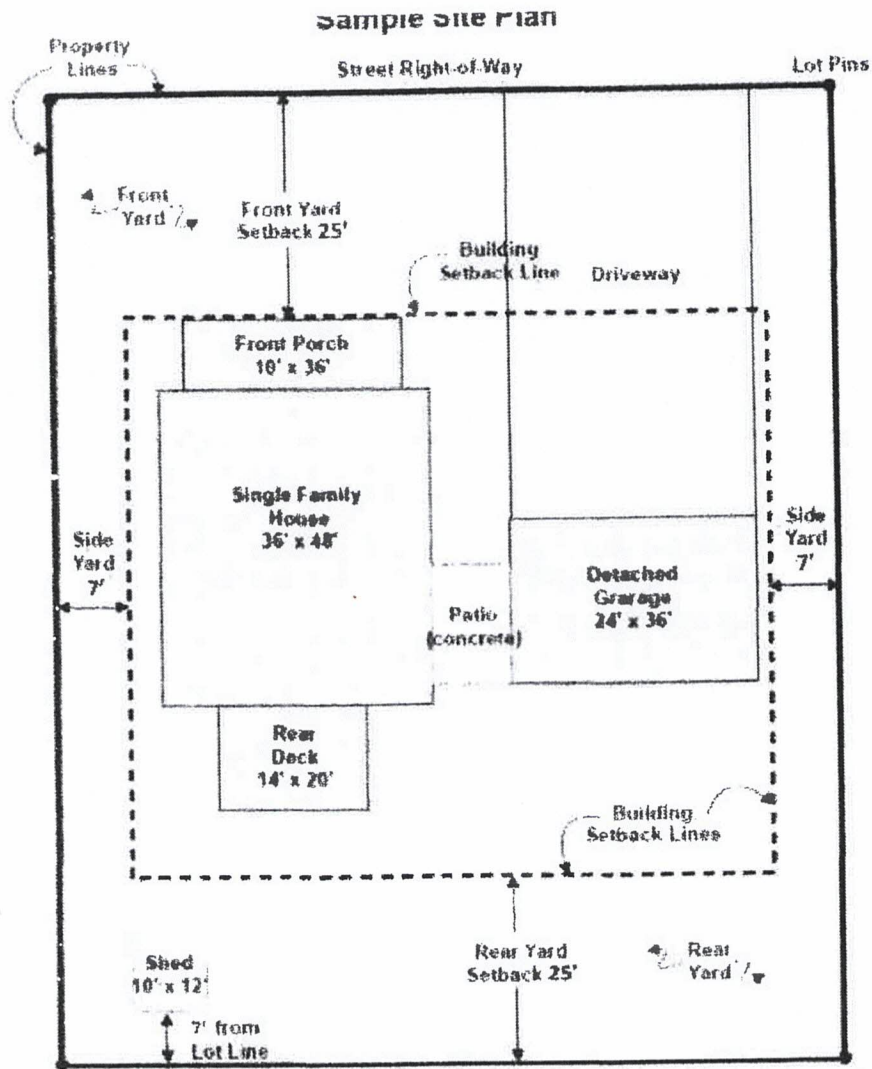 Sample Site Plan
Property
Lines
Street Right-of-Way
Lot Pins
Front
Yard
Front Yard
Setback 25'
Building
Setback Line
Driveway
Front Porch
10' x 36'
Single Family
House
36' x 48'
Side
Yard
7'
Side
Yard
7'
Detached
Grarage
24' x 36'
Patio
(concrete)
Rear
Deck
14' x 20'
Building
Setback Lines
Shed
10' x 12'
Rear Yard
Setback 25'
Rear
Yard
7' from
Lot Line